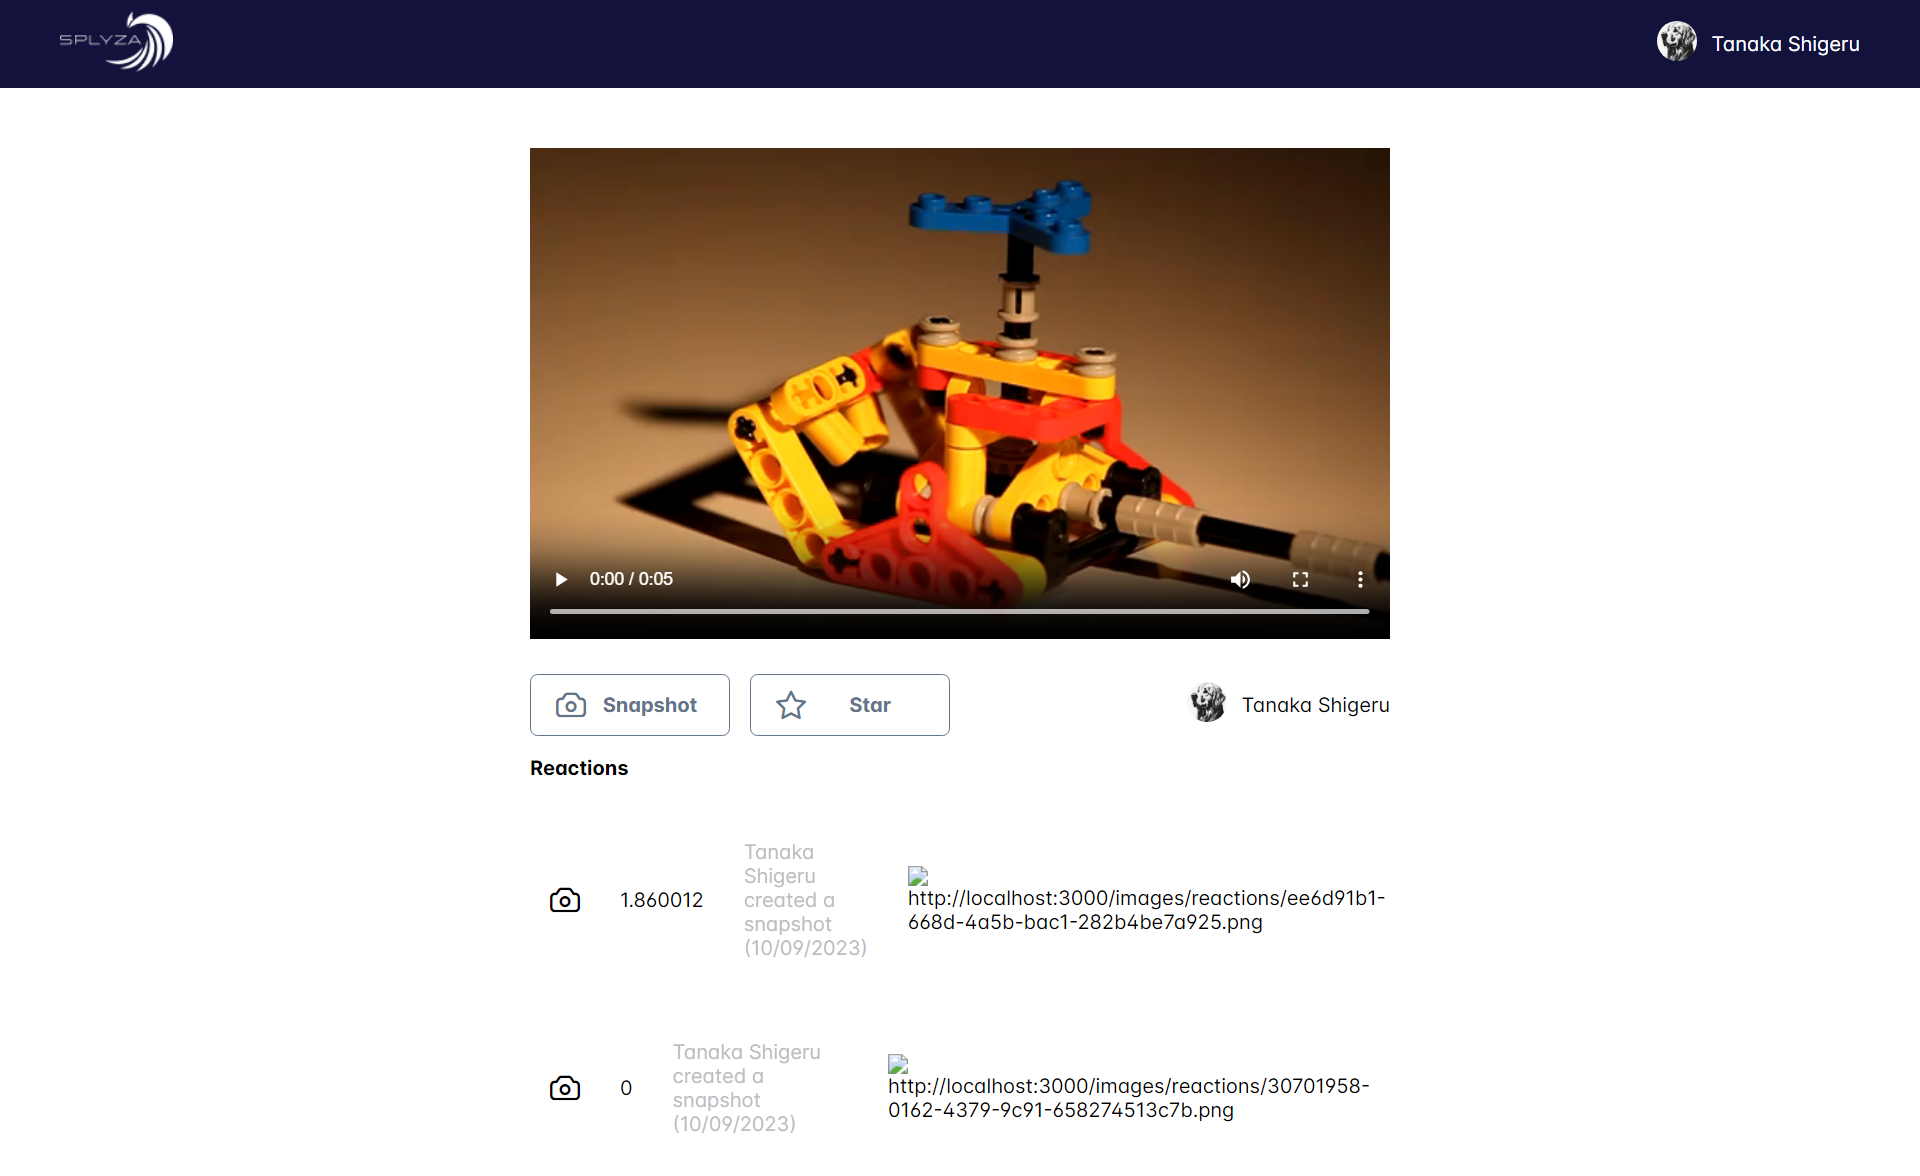 SPLYZA
Tanaka Shigeru
0:00 / 0:05
Snapshot
Star
Tanaka Shigeru
Reactions
1.860012
Tanaka
Shigeru
created a
snapshot
(10/09/2023)
http://localhost:3000/images/reactions/ee6d91b1-
668d-4a5b-bac1-282b4be7a925.png
0
Tanaka Shigeru
created a
snapshot
(10/09/2023)
http://localhost:3000/images/reactions/30701958-
0162-4379-9c91-658274513c7b.png